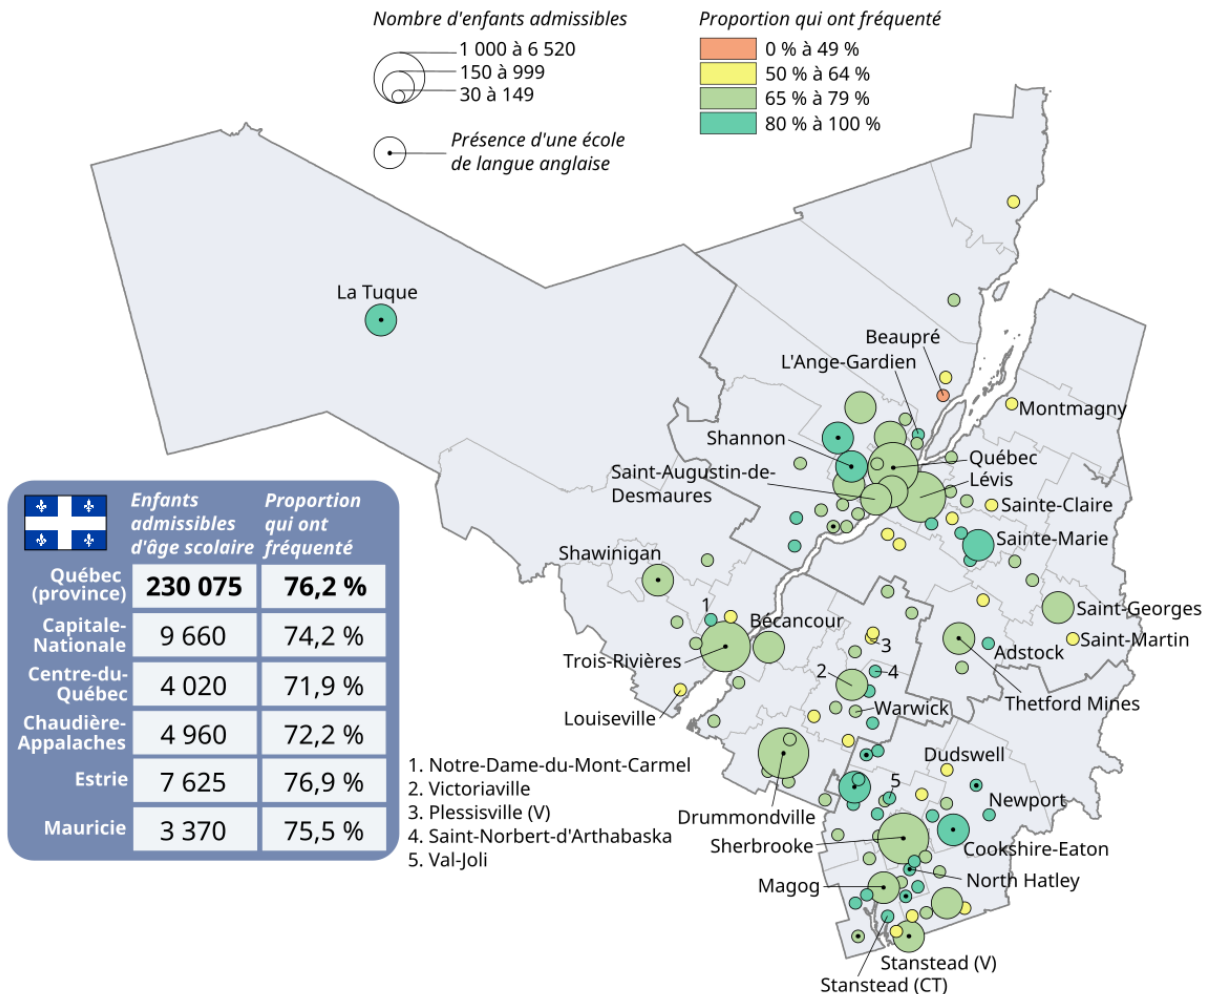 Nombre d'enfants admissibles
1 000 à 6 520
150 à 999
30 à 149
Présence d'une école
de langue anglaise
Proportion qui ont fréquenté
0 % à 49 %
50 % à 64 %
65 % à 79 %
80 % à 100 %
La Tuque
Beaupré
L'Ange-Gardien
Montmagny
Shannon
Québec
Lévis
Saint-Augustin-de-
Desmaures
Sainte-Claire
Sainte-Marie
Shawinigan
1
Bécancour
Saint-Georges
3
Saint-Martin
Adstock
Trois-Rivières
2
4
Thetford Mines
Louiseville
Warwick
Dudswell
5
Newport
Drummondville
Sherbrooke
Cookshire-Eaton
Magog
North Hatley
Stanstead (V)
Stanstead (CT)
1. Notre-Dame-du-Mont-Carmel
2. Victoriaville
3. Plessisville (V)
4. Saint-Norbert-d'Arthabaska
5. Val-Joli
Enfants
admissibles
d'âge scolaire
Proportion
qui ont
fréquenté
Québec
(province)
230 075
76,2 %
Capitale-
Nationale
9 660
74,2 %
Centre-du-
Québec
4 020
71,9 %
Chaudière-
Appalaches
4 960
72,2 %
Estrie
7 625
76,9 %
Mauricie
3 370
75,5 %